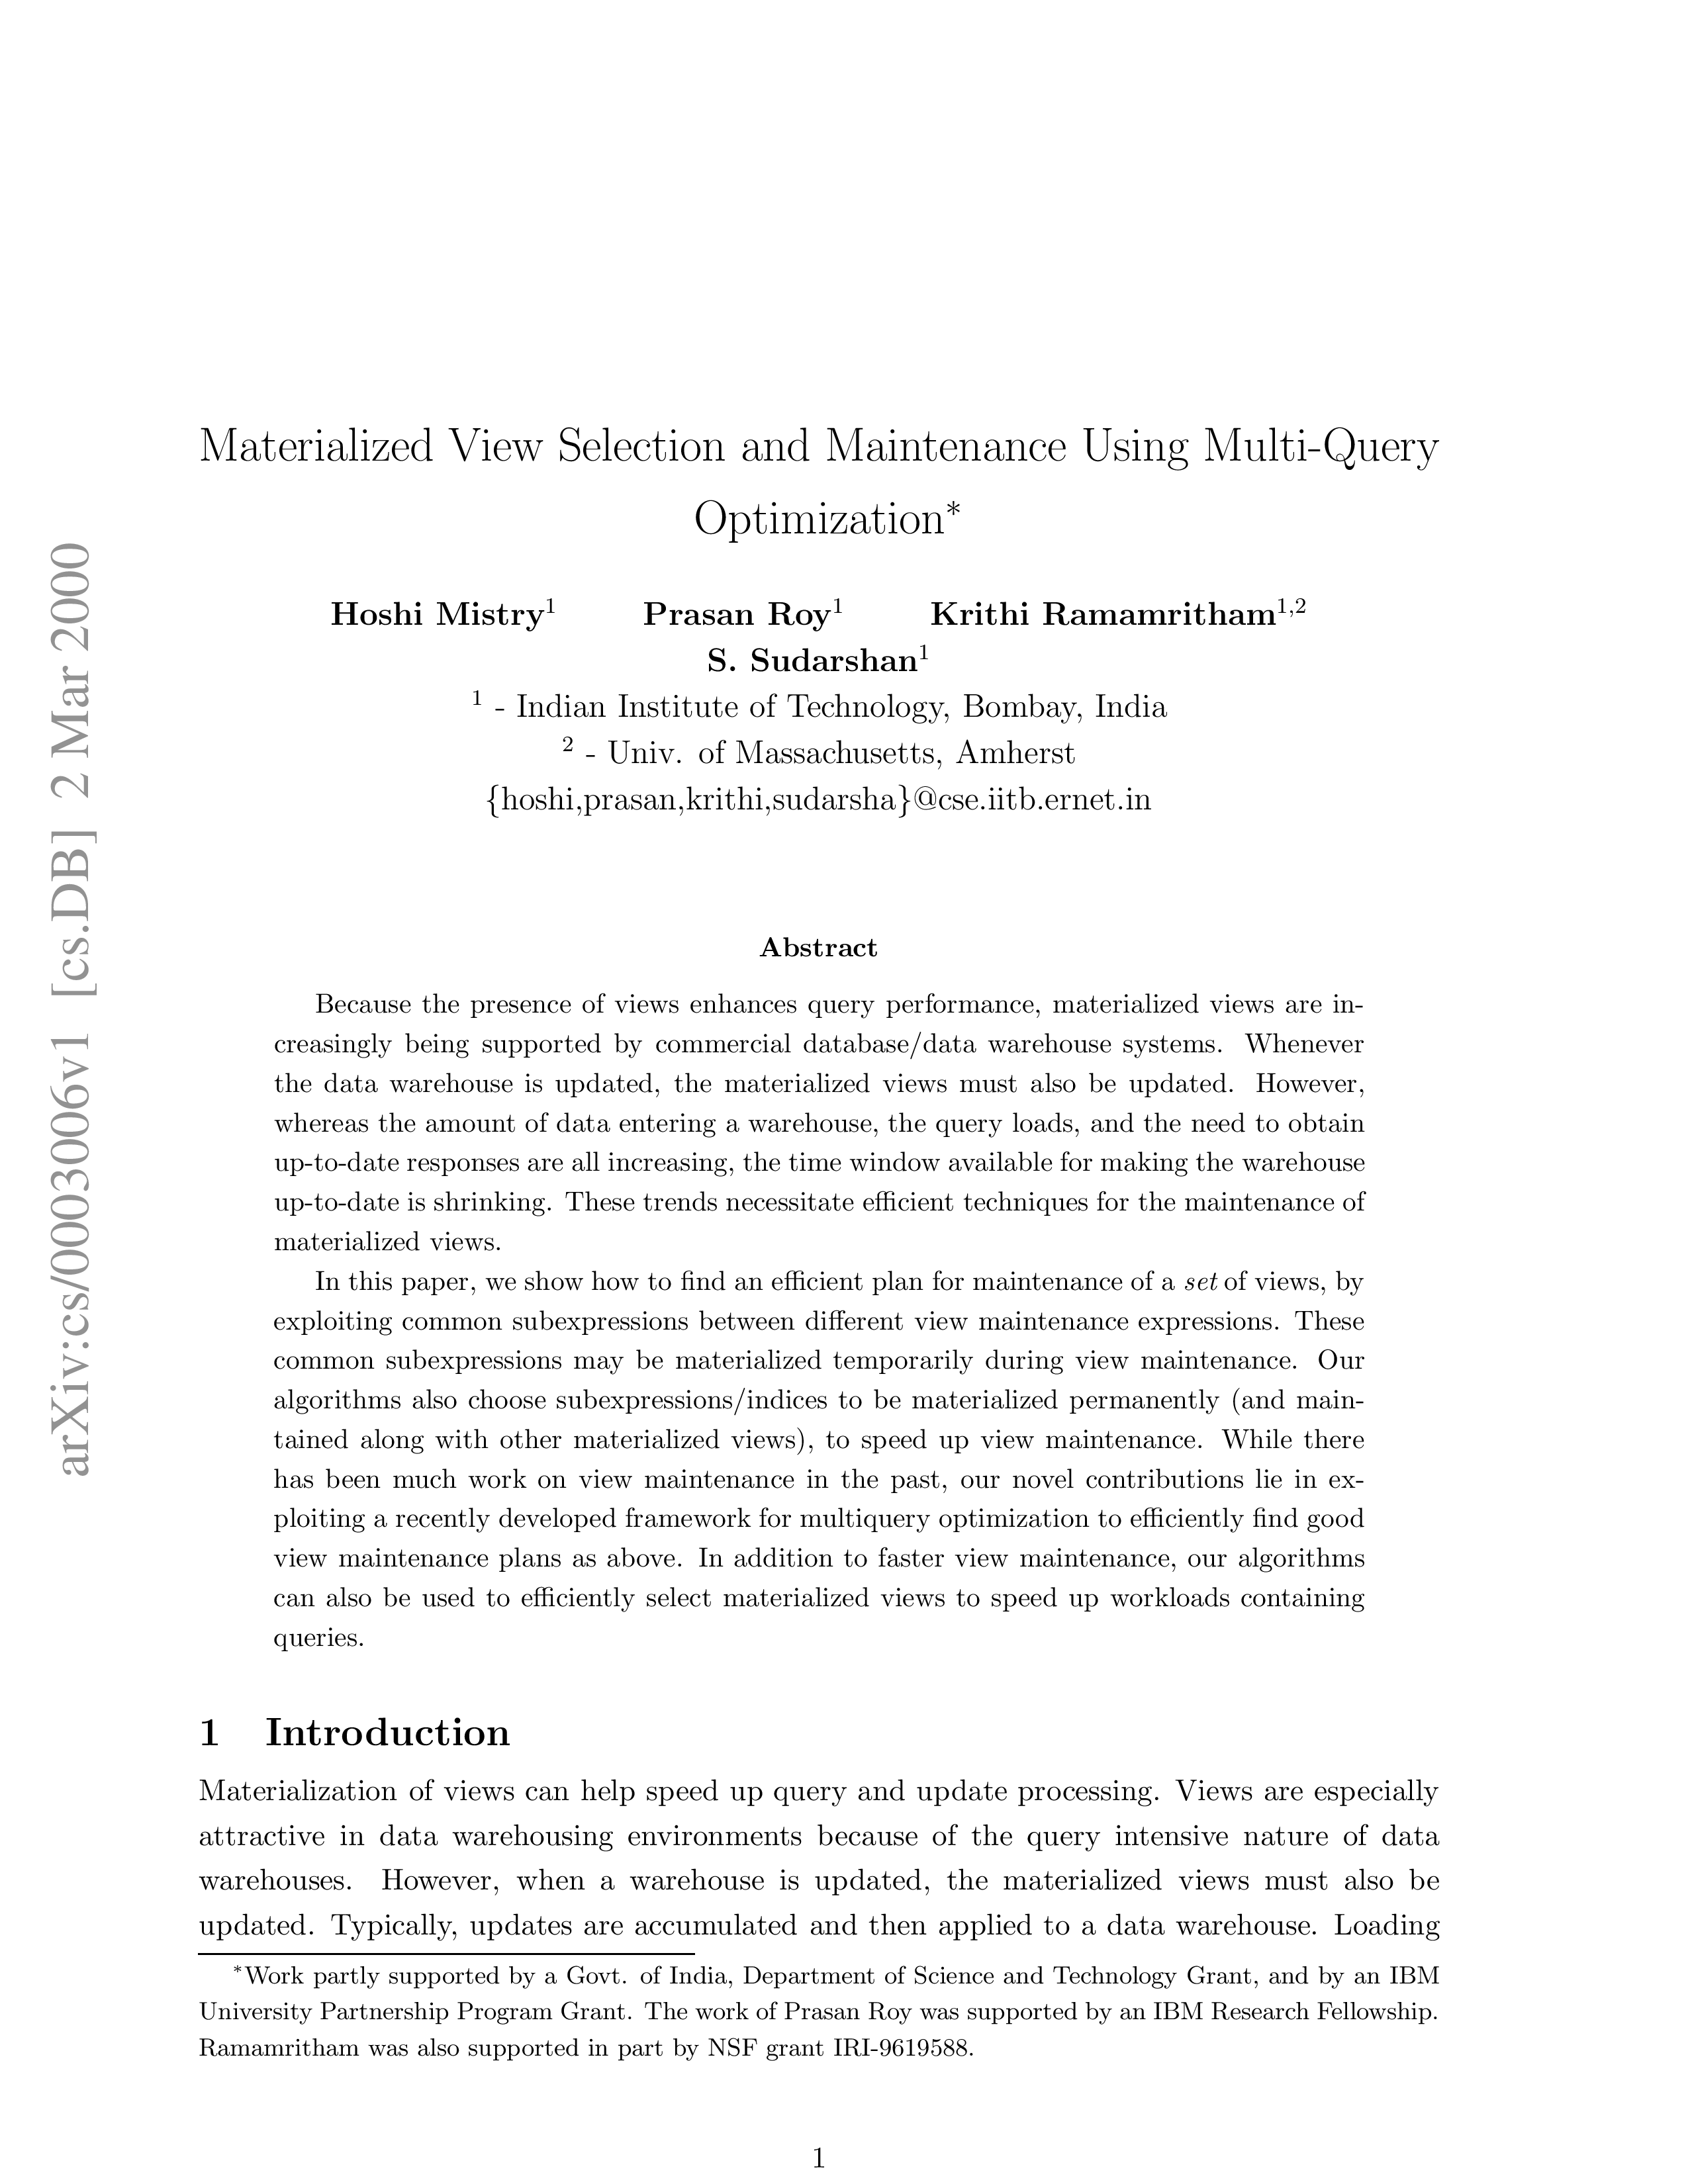 Materialized View Selection and Maintenance Using Multi-Query
Optimization*
Hoshi Mistry1 Prasan Roy1 Krithi Ramamritham1,2
S. Sudarshan1
1 - Indian Institute of Technology, Bombay, India
2 - Univ. of Massachusetts, Amherst
{hoshi,prasan,krithi,sudarsha}@cse.iitb.ernet.in
arXiv:cs/0003006v1 [cs.DB] 2 Mar 2000
Abstract
Because the presence of views enhances query performance, materialized views are in-
creasingly being supported by commercial database/data warehouse systems. Whenever
the data warehouse is updated, the materialized views must also be updated. However,
whereas the amount of data entering a warehouse, the query loads, and the need to obtain
up-to-date responses are all increasing, the time window available for making the warehouse
up-to-date is shrinking. These trends necessitate efficient techniques for the maintenance of
materialized views.
In this paper, we show how to find an efficient plan for maintenance of a set of views, by
exploiting common subexpressions between different view maintenance expressions. These
common subexpressions may be materialized temporarily during view maintenance. Our
algorithms also choose subexpressions/indices to be materialized permanently (and main-
tained along with other materialized views), to speed up view maintenance. While there
has been much work on view maintenance in the past, our novel contributions lie in ex-
ploiting a recently developed framework for multiquery optimization to efficiently find good
view maintenance plans as above. In addition to faster view maintenance, our algorithms
can also be used to efficiently select materialized views to speed up workloads containing
queries.
1 Introduction
Materialization of views can help speed up query and update processing. Views are especially
attractive in data warehousing environments because of the query intensive nature of data
warehouses. However, when a warehouse is updated, the materialized views must also be
updated. Typically, updates are accumulated and then applied to a data warehouse. Loading
*Work partly supported by a Govt. of India, Department of Science and Technology Grant, and by an IBM
University Partnership Program Grant. The work of Prasan Roy was supported by an IBM Research Fellowship.
Ramamritham was also supported in part by NSF grant IRI-9619588.
1